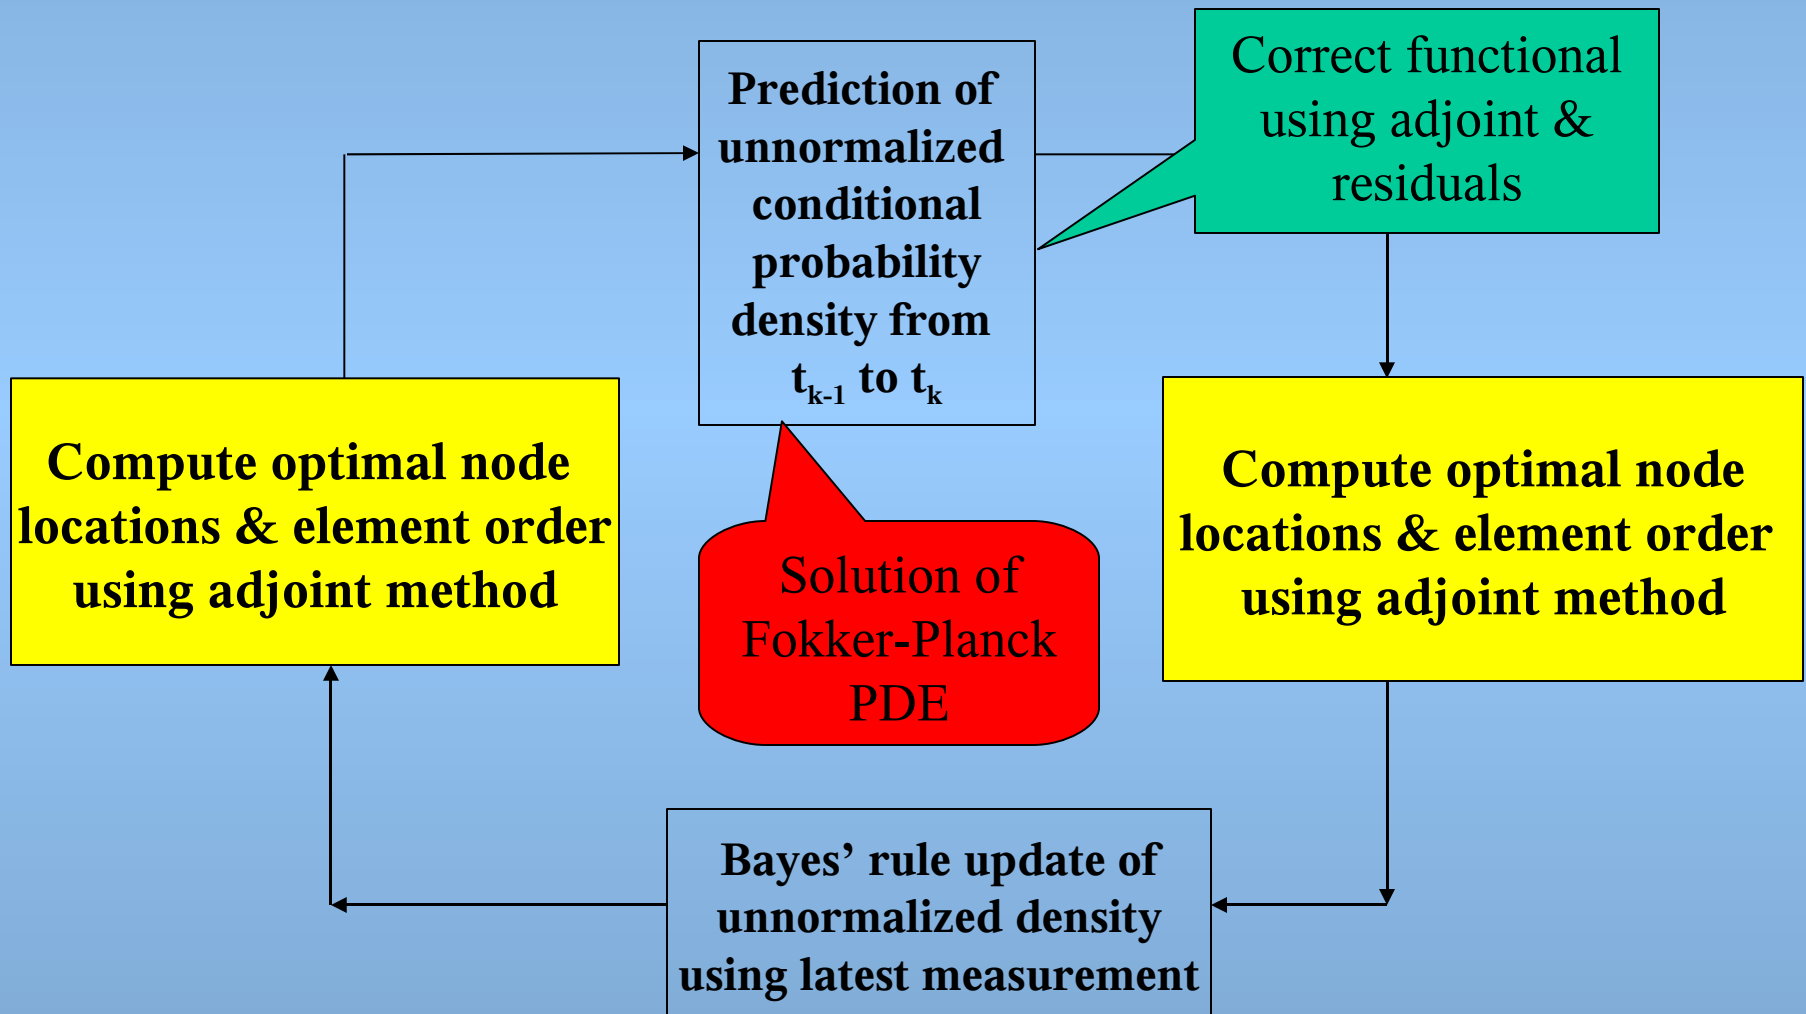 Prediction of
unnormalized
conditional
probability
density from
t_{k-1} to t_k
Correct functional
using adjoint &
residuals
Compute optimal node
locations & element order
using adjoint method
Solution of
Fokker-Planck
PDE
Compute optimal node
locations & element order
using adjoint method
Bayes’ rule update of
unnormalized density
using latest measurement